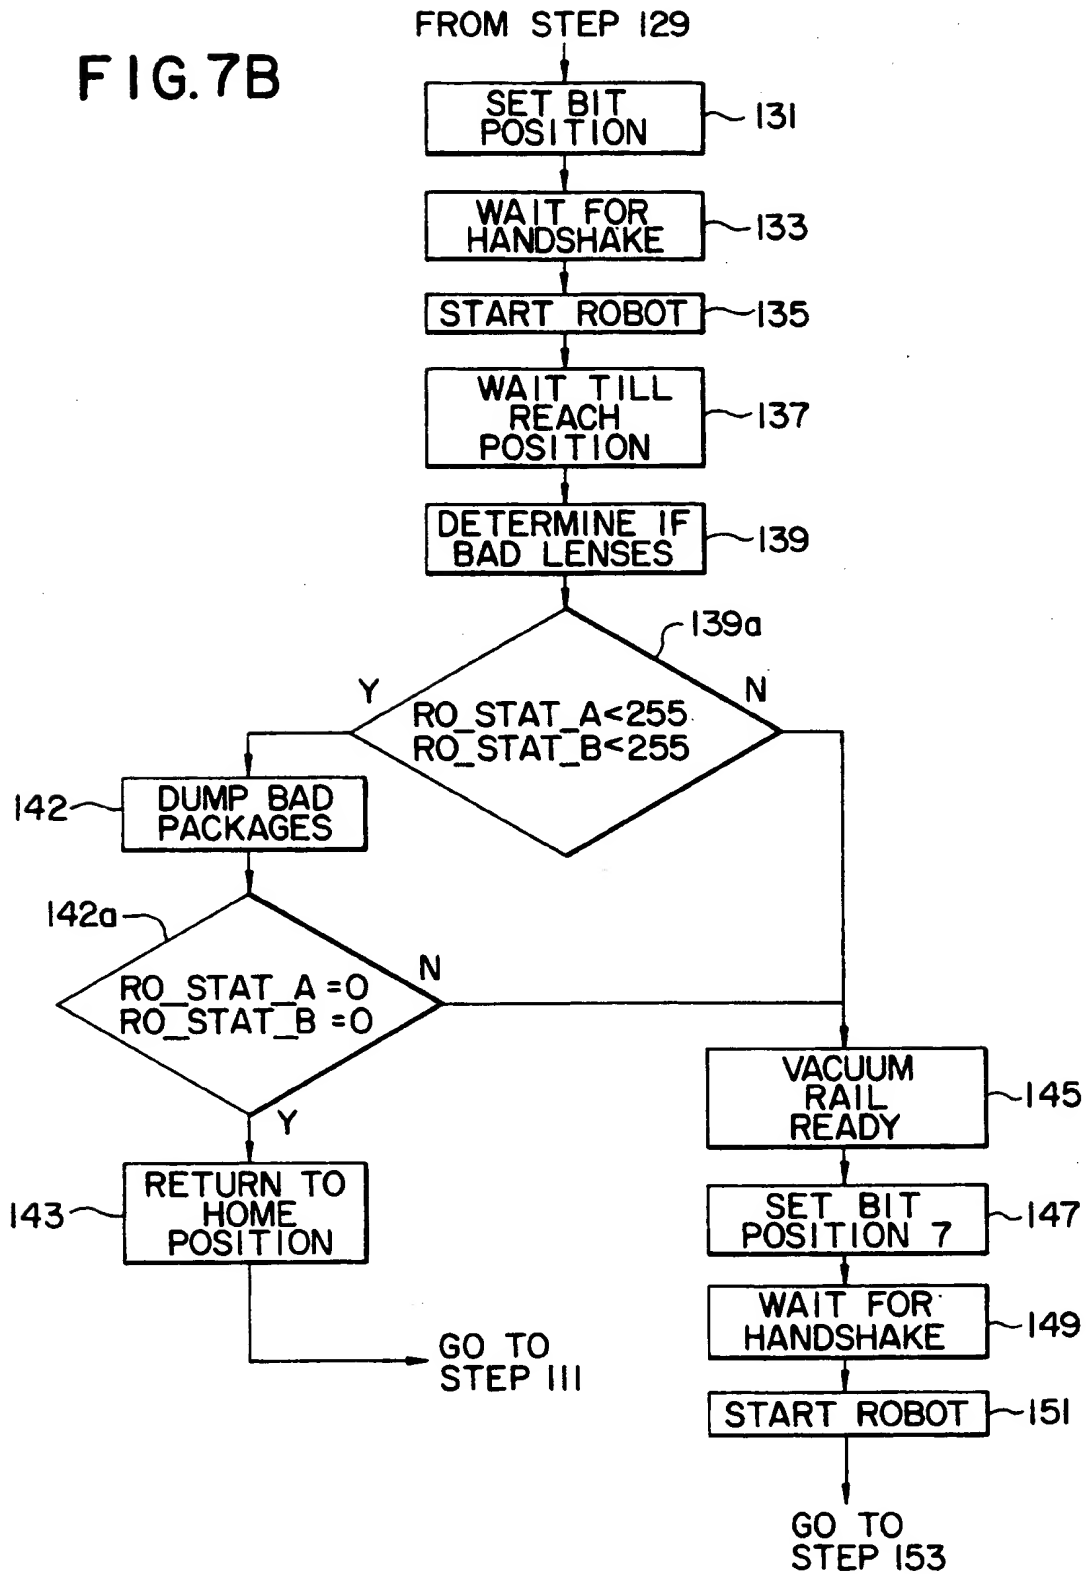 FROM STEP 129
FIG. 7B
SET BIT
POSITION
131
WAIT FOR
HANDSHAKE
133
START ROBOT
135
WAIT TILL
REACH
POSITION
137
DETERMINE IF
BAD LENSES
139
139a
Y
N
RO_STAT_A<255
RO_STAT_B<255
142
DUMP BAD
PACKAGES
142a
N
RO_STAT_A=0
RO_STAT_B=0
Y
143
RETURN TO
HOME
POSITION
GO TO
STEP 111
VACUUM
RAIL
READY
145
SET BIT
POSITION 7
147
WAIT FOR
HANDSHAKE
149
START ROBOT
151
GO TO
STEP 153